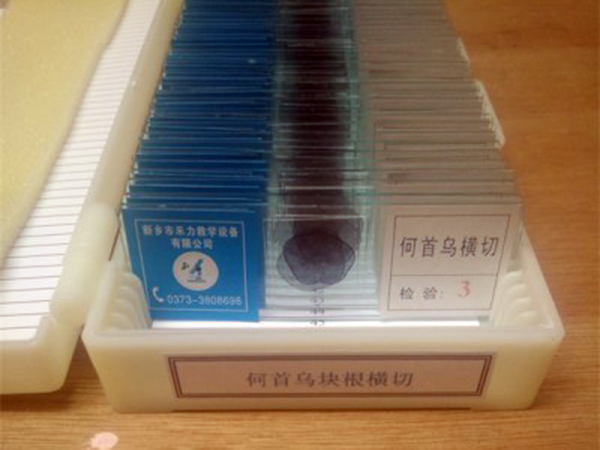 新乡市禾力教学设备
有限公司
0373-3808696
何首乌横切
检 验: 3
何首乌块根横切